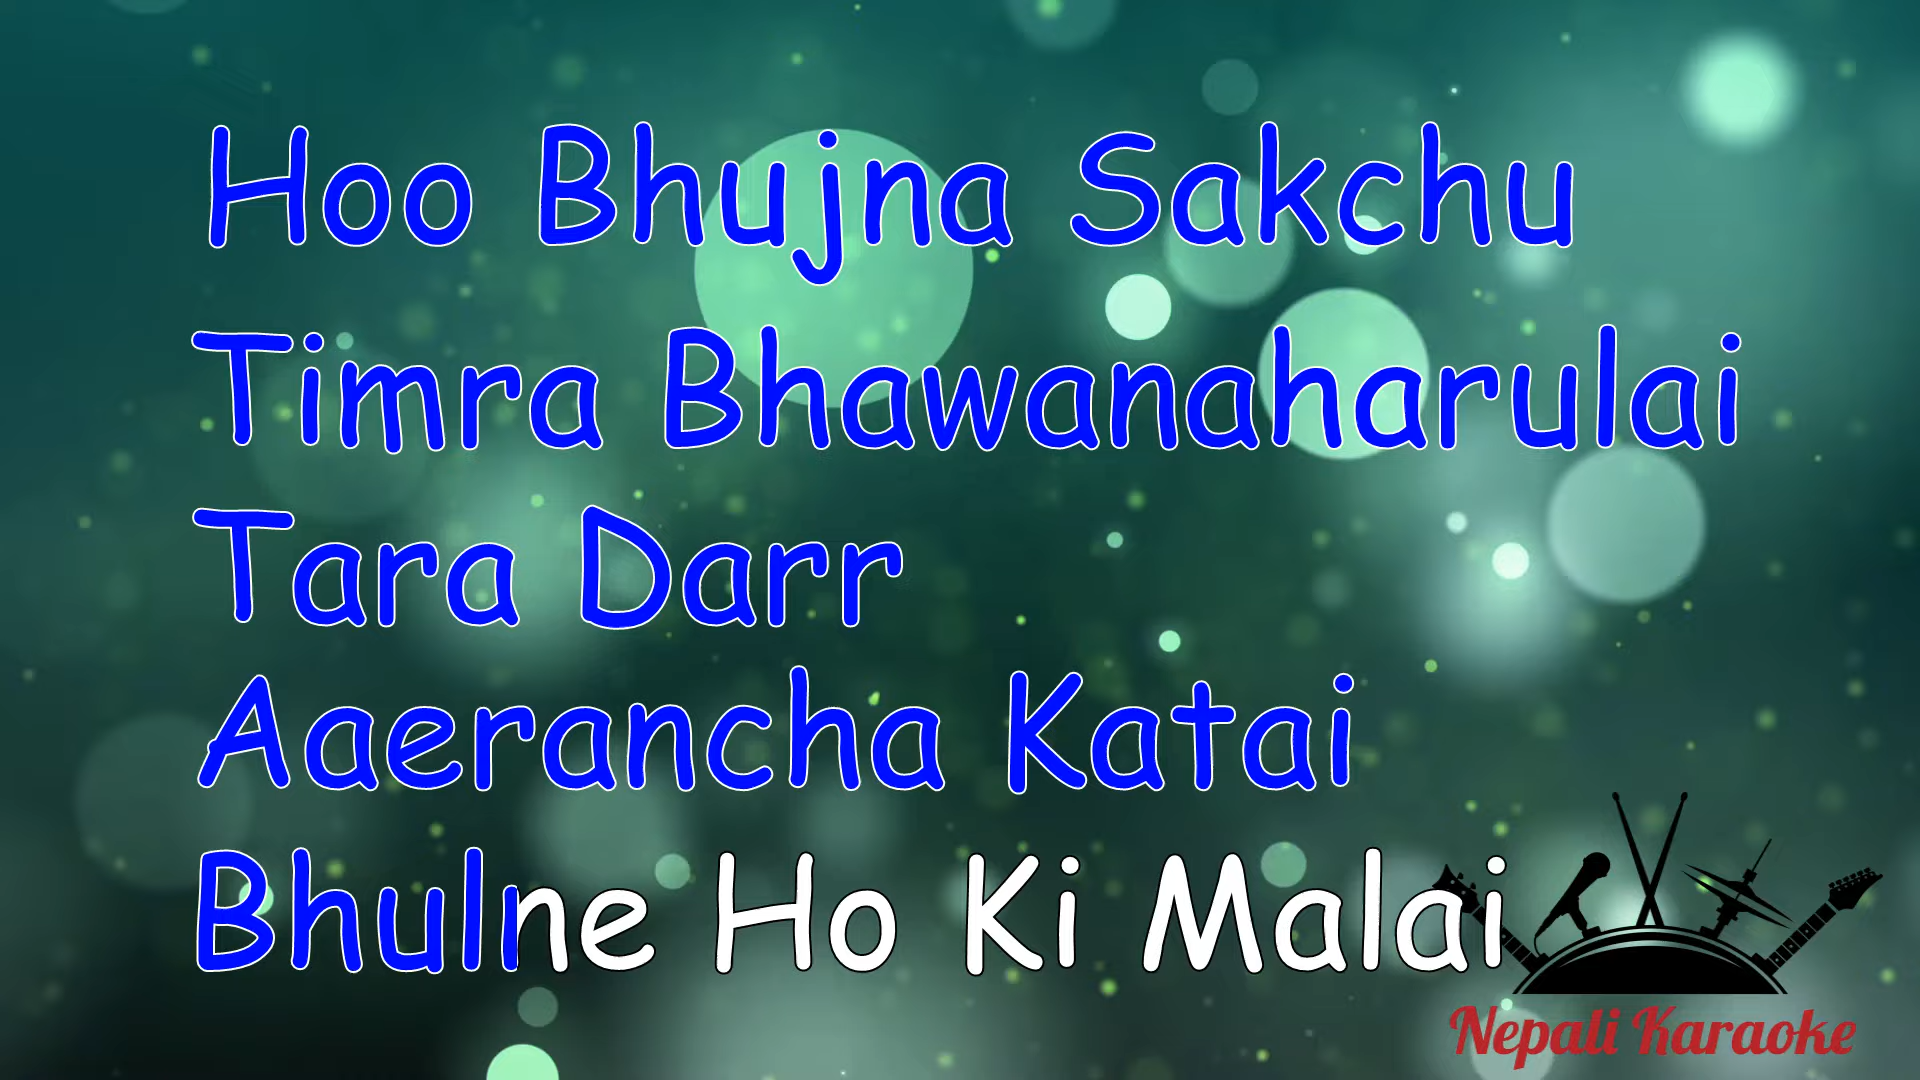 Hoo Bhujna Sakchu
Timra Bhawanaharulai
Tara Darr
Aaerancha Katai
Bhulne Ho Ki Malai
Nepali Karaoke